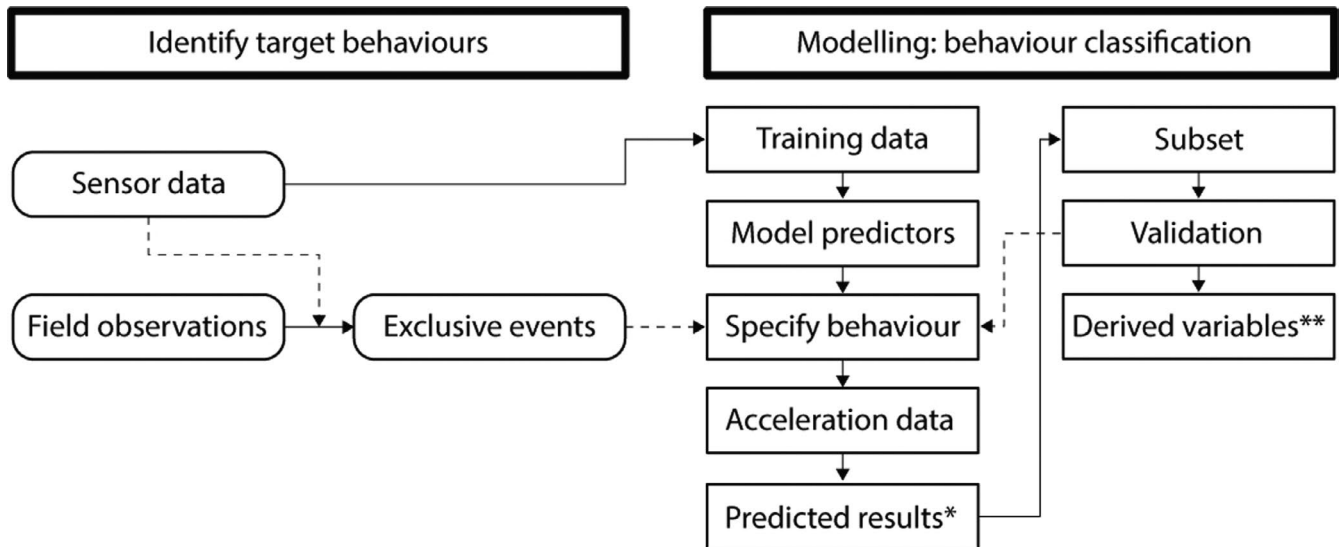 Identify target behaviours
Modelling: behaviour classification
Sensor data
Field observations
Exclusive events
Training data
Model predictors
Specify behaviour
Acceleration data
Predicted results*
Subset
Validation
Derived variables**